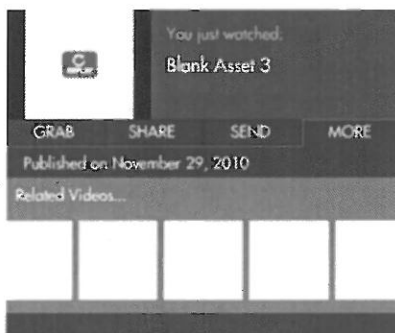 You just watched:
Blank Asset 3
GRAB SHARE SEND MORE
Published on November 29, 2010
Related Videos...